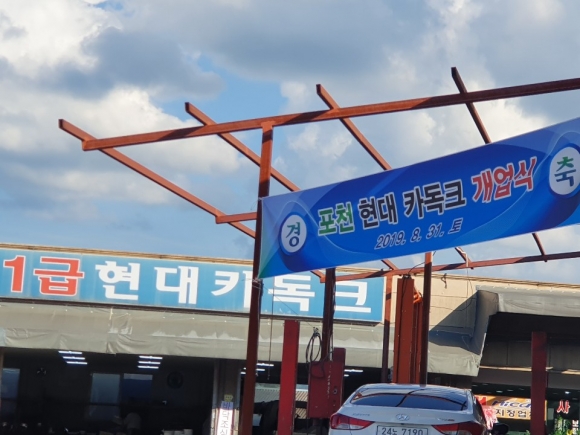 경 포천 현대 카독크 개업식 축
2019. 8. 31. 토
1급 현대카독크
24노 7190